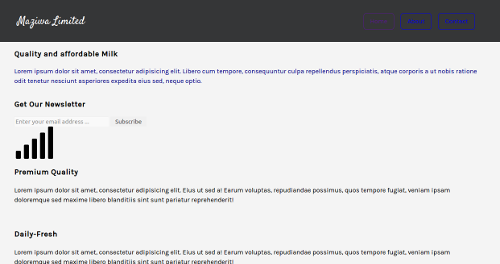 Maziwa Limited
Home
About
Contact
Quality and affordable Milk
Lorem ipsum dolor sit amet, consectetur adipisicing elit. Libero cum tempore, consequuntur culpa repellendus perspiciatis, atque corporis a ut nobis ratione
odit tenetur nesciunt asperiores expedita eius sed, neque optio.
Get Our Newsletter
Enter your email address ...
Subscribe
Premium Quality
Lorem ipsum dolor sit amet, consectetur adipisicing elit. Eius ut sed a! Earum voluptas, repudiandae possimus, quos tempore fugiat, veniam ipsam
doloremque sed maxime libero blanditiis sint sunt pariatur reprehenderit!
Daily-Fresh
Lorem ipsum dolor sit amet, consectetur adipisicing elit. Eius ut sed a! Earum voluptas, repudiandae possimus, quos tempore fugiat, veniam ipsam
doloremque sed maxime libero blanditiis sint sunt pariatur reprehenderit!